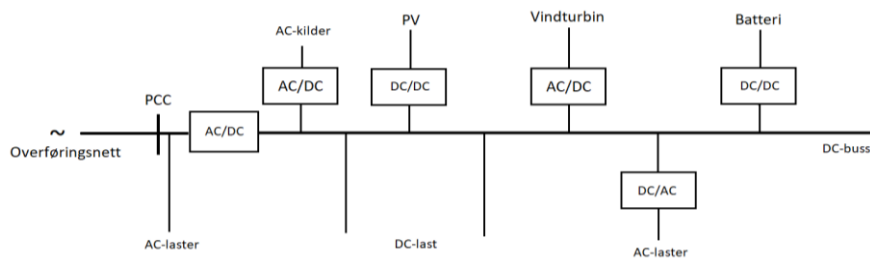 AC-kilder
PV
Vindturbin
Batteri
AC/DC
DC/DC
AC/DC
DC/DC
PCC
~
AC/DC
Overføringsnett
DC-buss
DC/AC
AC-laster
DC-last
AC-laster